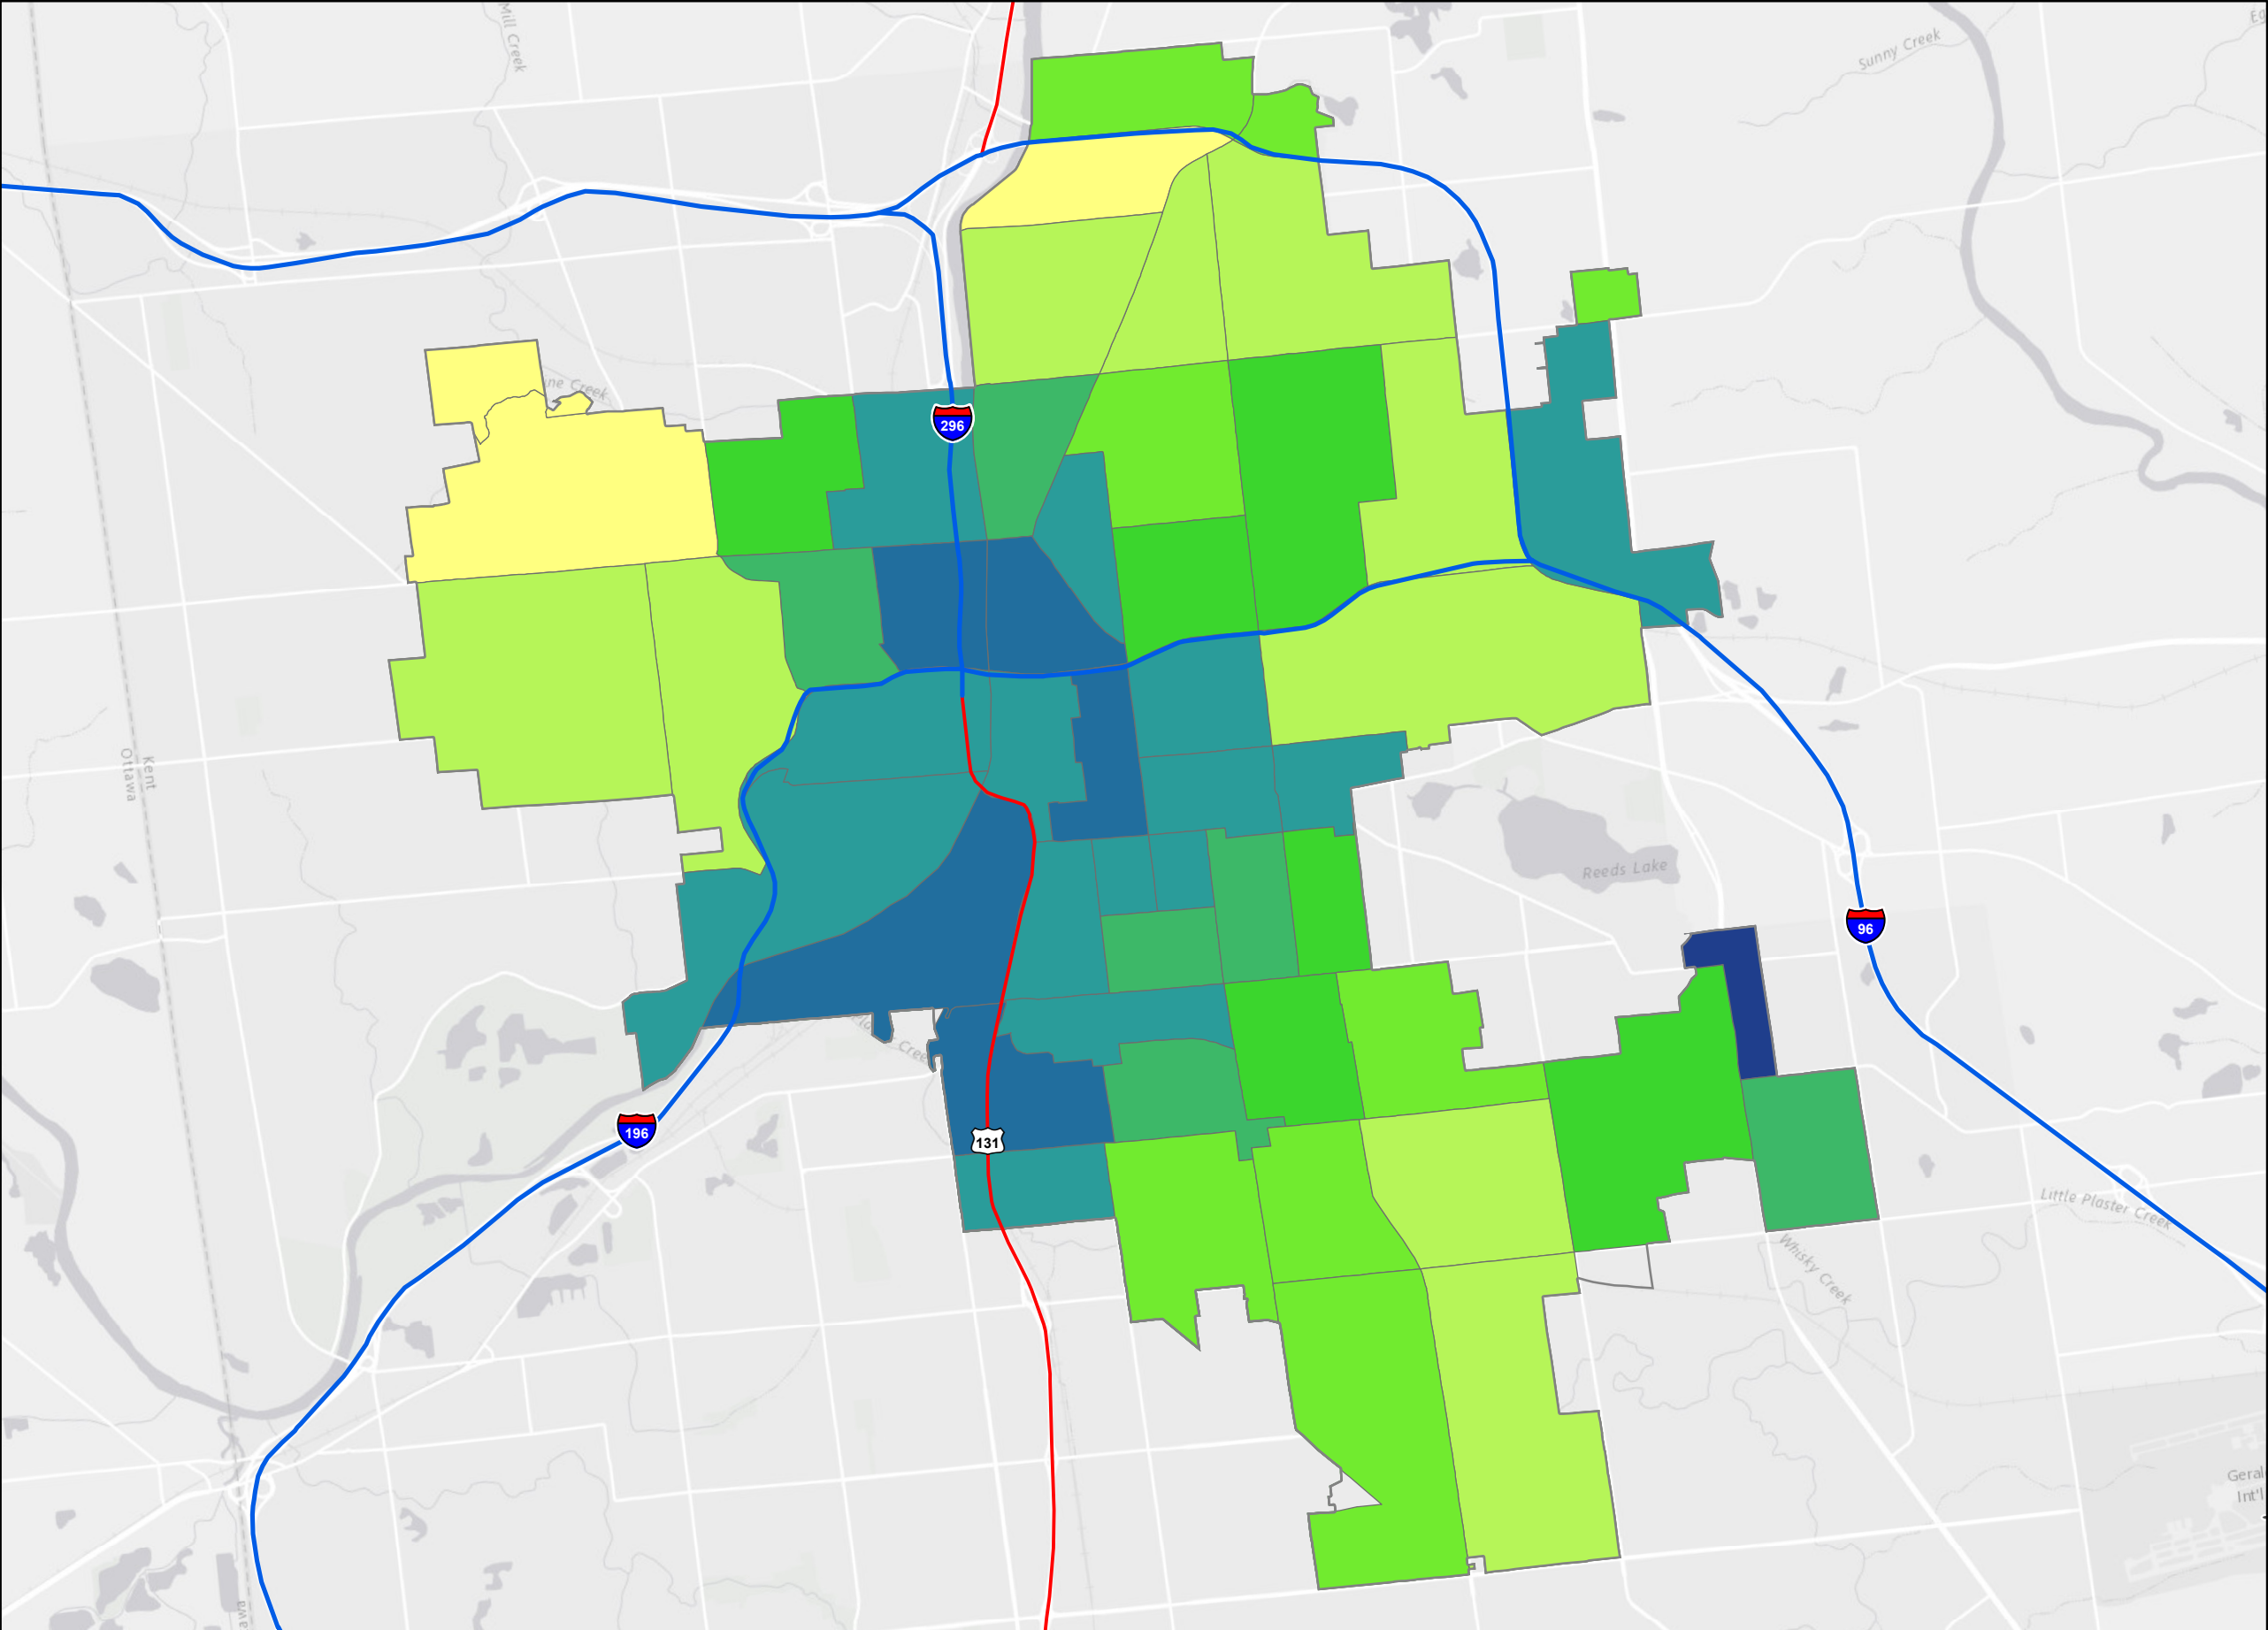 Mill Creek
Sunny Creek
296
Kent
Ottawa
Reeds Lake
96
Creek
196
131
Little Plaster Creek
Whisky Creek
Int'l